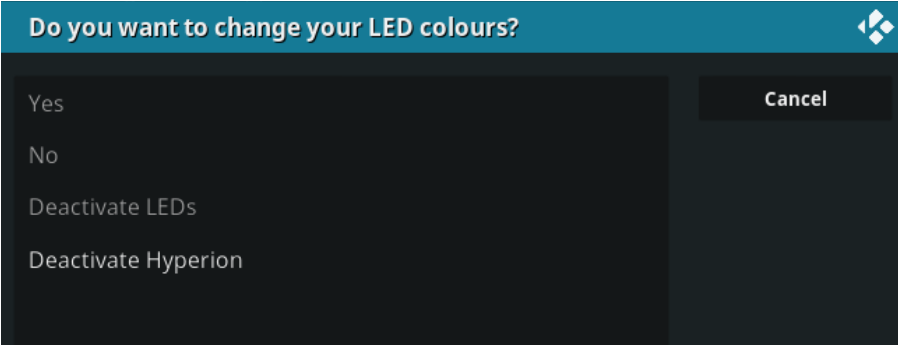 Do you want to change your LED colours?
Yes
Cancel
No
Deactivate LEDs
Deactivate Hyperion